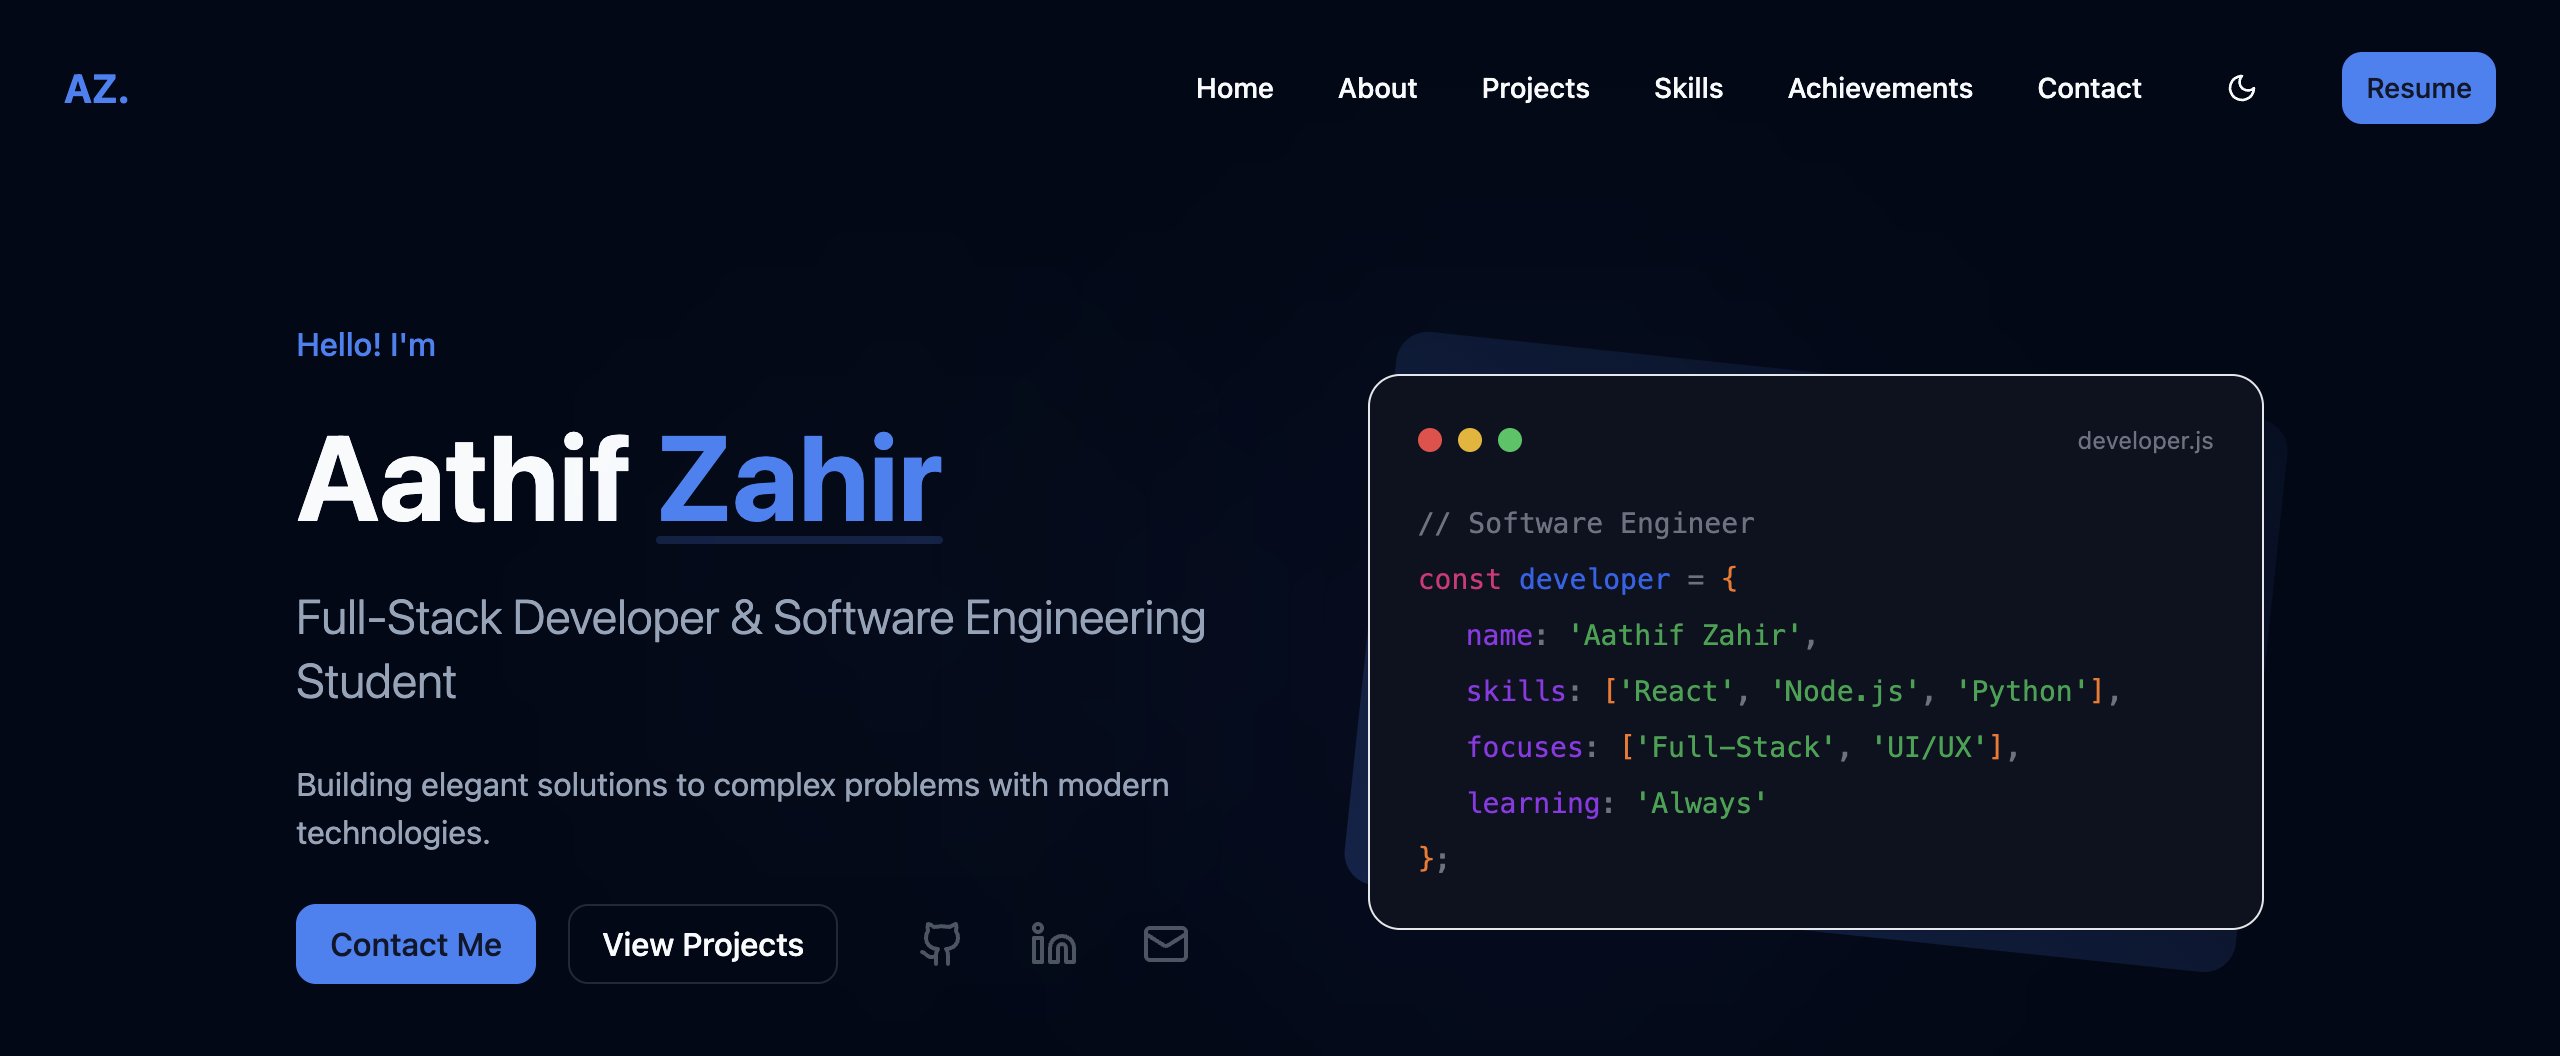 AZ.
Home
About
Projects
Skills
Achievements
Contact
Resume
Hello! I'm
Aathif Zahir
Full-Stack Developer & Software Engineering
Student
Building elegant solutions to complex problems with modern
technologies.
Contact Me
View Projects
developer.js
// Software Engineer
const developer = {
name: 'Aathif Zahir',
skills: ['React', 'Node.js', 'Python'],
focuses: ['Full-Stack', 'UI/UX'],
learning: 'Always'
};